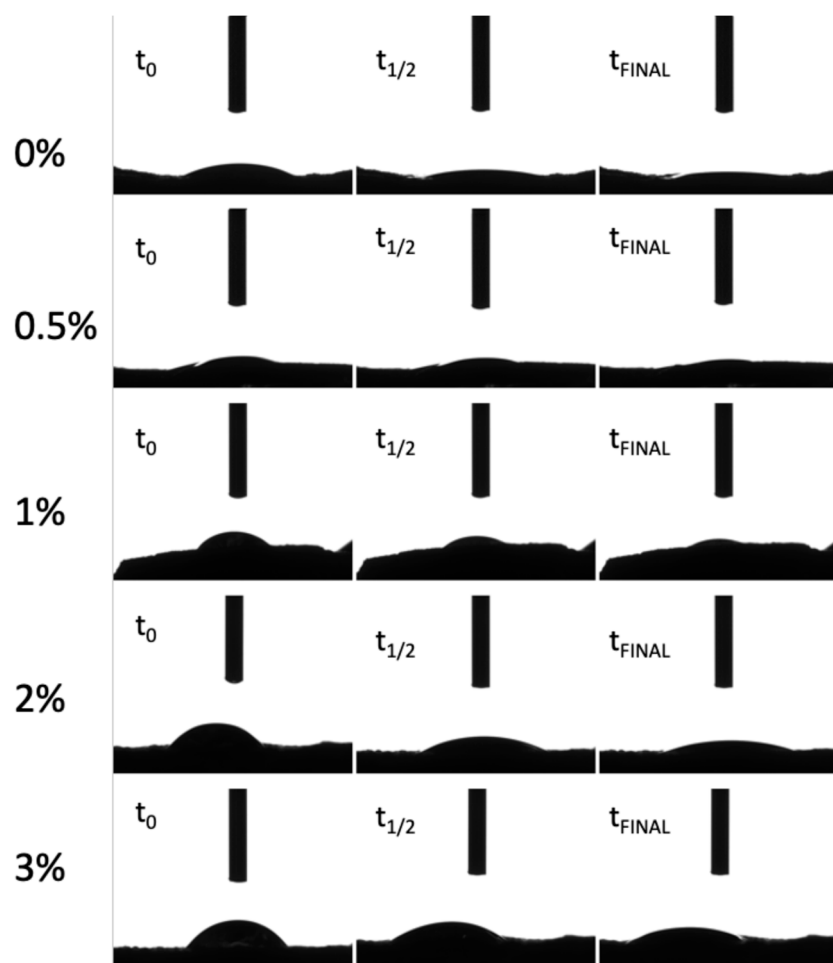 t0 t1/2 tFINAL
0%
t0 t1/2 tFINAL
0.5%
t0 t1/2 tFINAL
1%
t0 t1/2 tFINAL
2%
t0 t1/2 tFINAL
3%